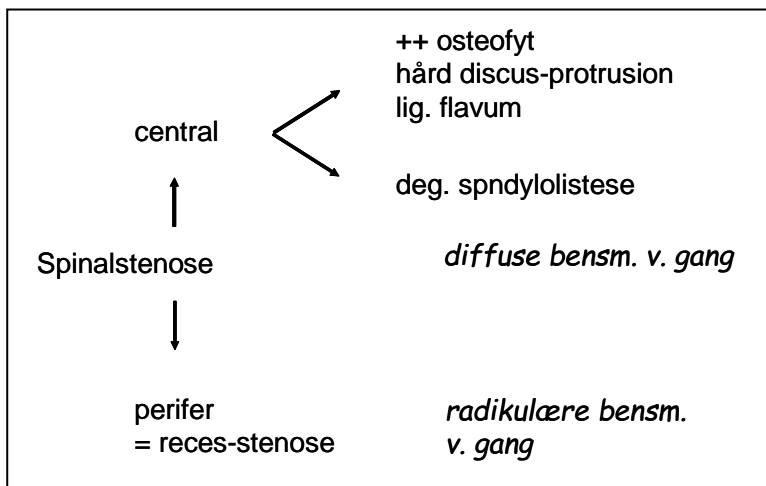 ++ osteofyt
hård discus-protrusion
lig. flavum
central
deg. spndylolistese
Spinalstenose
diffuse bensm. v. gang
perifer
= reces-stenose
radikulære bensm.
v. gang